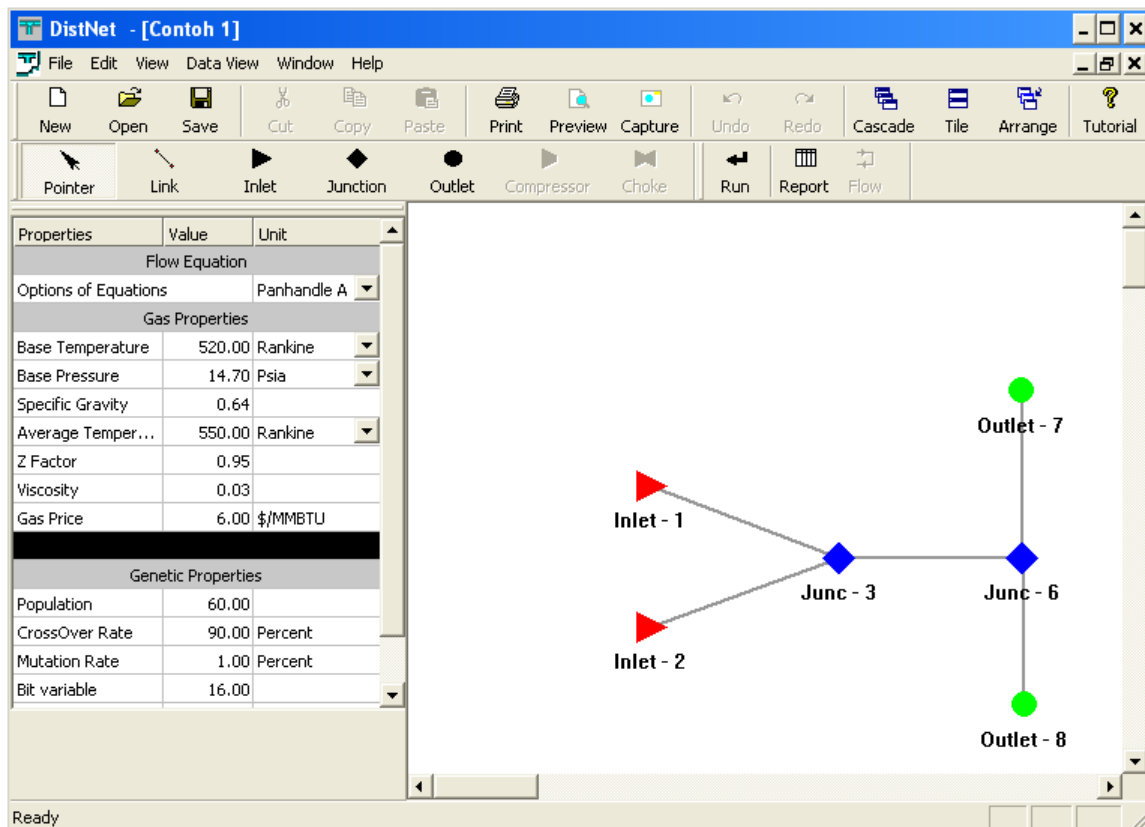 DistNet - [Contoh 1]
File Edit View Data View Window Help
New Open Save Cut Copy Paste Print Preview Capture Undo Redo Cascade Tile Arrange Tutorial
Pointer Link Inlet Junction Outlet Compressor Choke Run Report Flow
Properties Value Unit
Flow Equation
Options of Equations Panhandle A
Gas Properties
Base Temperature 520.00 Rankine
Base Pressure 14.70 Psia
Specific Gravity 0.64
Average Temper... 550.00 Rankine
Z Factor 0.95
Viscosity 0.03
Gas Price 6.00 $/MMBTU
Genetic Properties
Population 60.00
CrossOver Rate 90.00 Percent
Mutation Rate 1.00 Percent
Bit variable 16.00
Outlet - 7
Inlet - 1
Junc - 3 Junc - 6
Inlet - 2
Outlet - 8
Ready